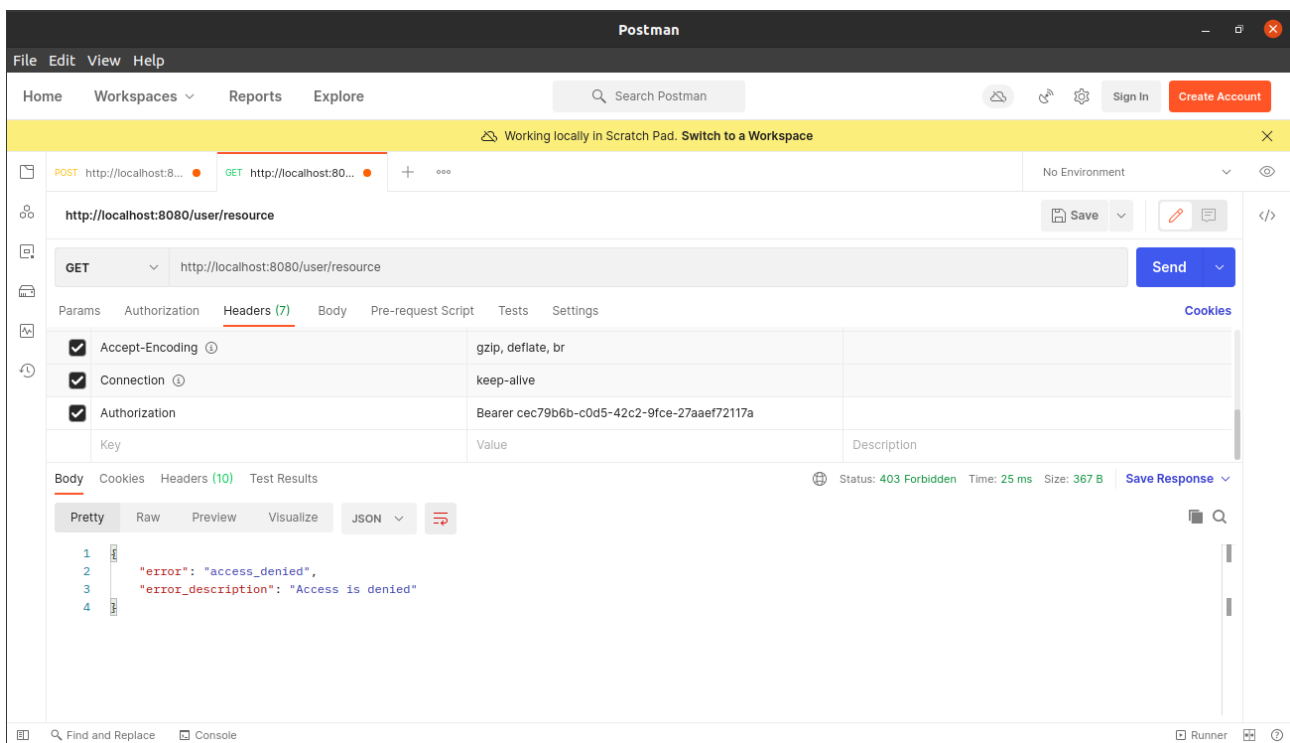 Postman
File Edit View Help
Home Workspaces Reports Explore Search Postman Sign In Create Account
Working locally in Scratch Pad. Switch to a Workspace
POST http://localhost:8... GET http://localhost:80... No Environment
http://localhost:8080/user/resource Save
GET http://localhost:8080/user/resource Send
Params Authorization Headers (7) Body Pre-request Script Tests Settings Cookies
Accept-Encoding gzip, deflate, br
Connection keep-alive
Authorization Bearer cec79b6b-c0d5-42c2-9fce-27aaef72117a
Key Value Description
Body Cookies Headers (10) Test Results Status: 403 Forbidden Time: 25 ms Size: 367 B Save Response
Pretty Raw Preview Visualize JSON
1 {
2 "error": "access_denied",
3 "error_description": "Access is denied"
4 }
Find and Replace Console Runner